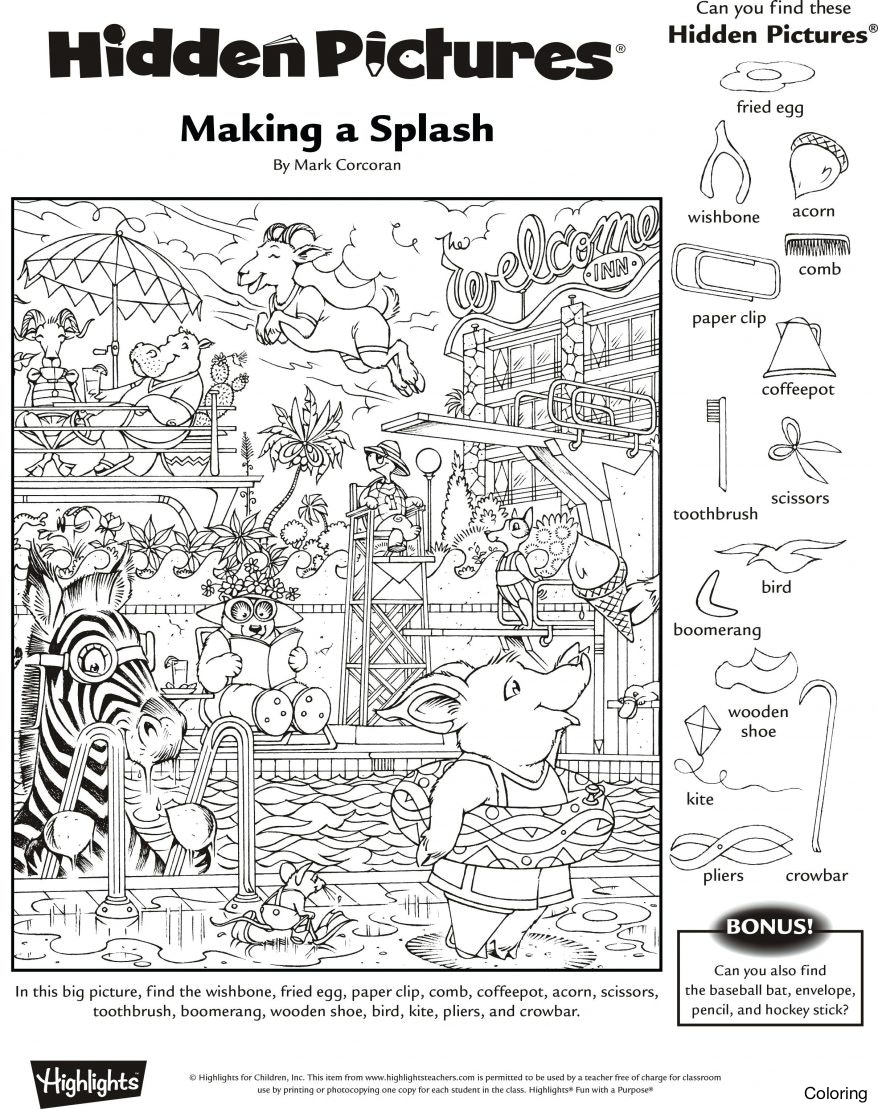 Hidden Pictures®
Making a Splash
By Mark Corcoran
The
Welcome
INN
Can you find these
Hidden Pictures®
fried egg
wishbone
acorn
comb
paper clip
coffeepot
scissors
toothbrush
bird
boomerang
wooden
shoe
kite
pliers
crowbar
BONUS!
Can you also find
the baseball bat, envelope,
pencil, and hockey stick?
In this big picture, find the wishbone, fried egg, paper clip, comb, coffeepot, acorn, scissors,
toothbrush, boomerang, wooden shoe, bird, kite, pliers, and crowbar.
Highlights
© Highlights for Children, Inc. This item from www.highlightsteachers.com is permitted to be used by a teacher free of charge for classroom
use by printing or photocopying one copy for each student in the class. Highlights® Fun with a Purpose®
Coloring